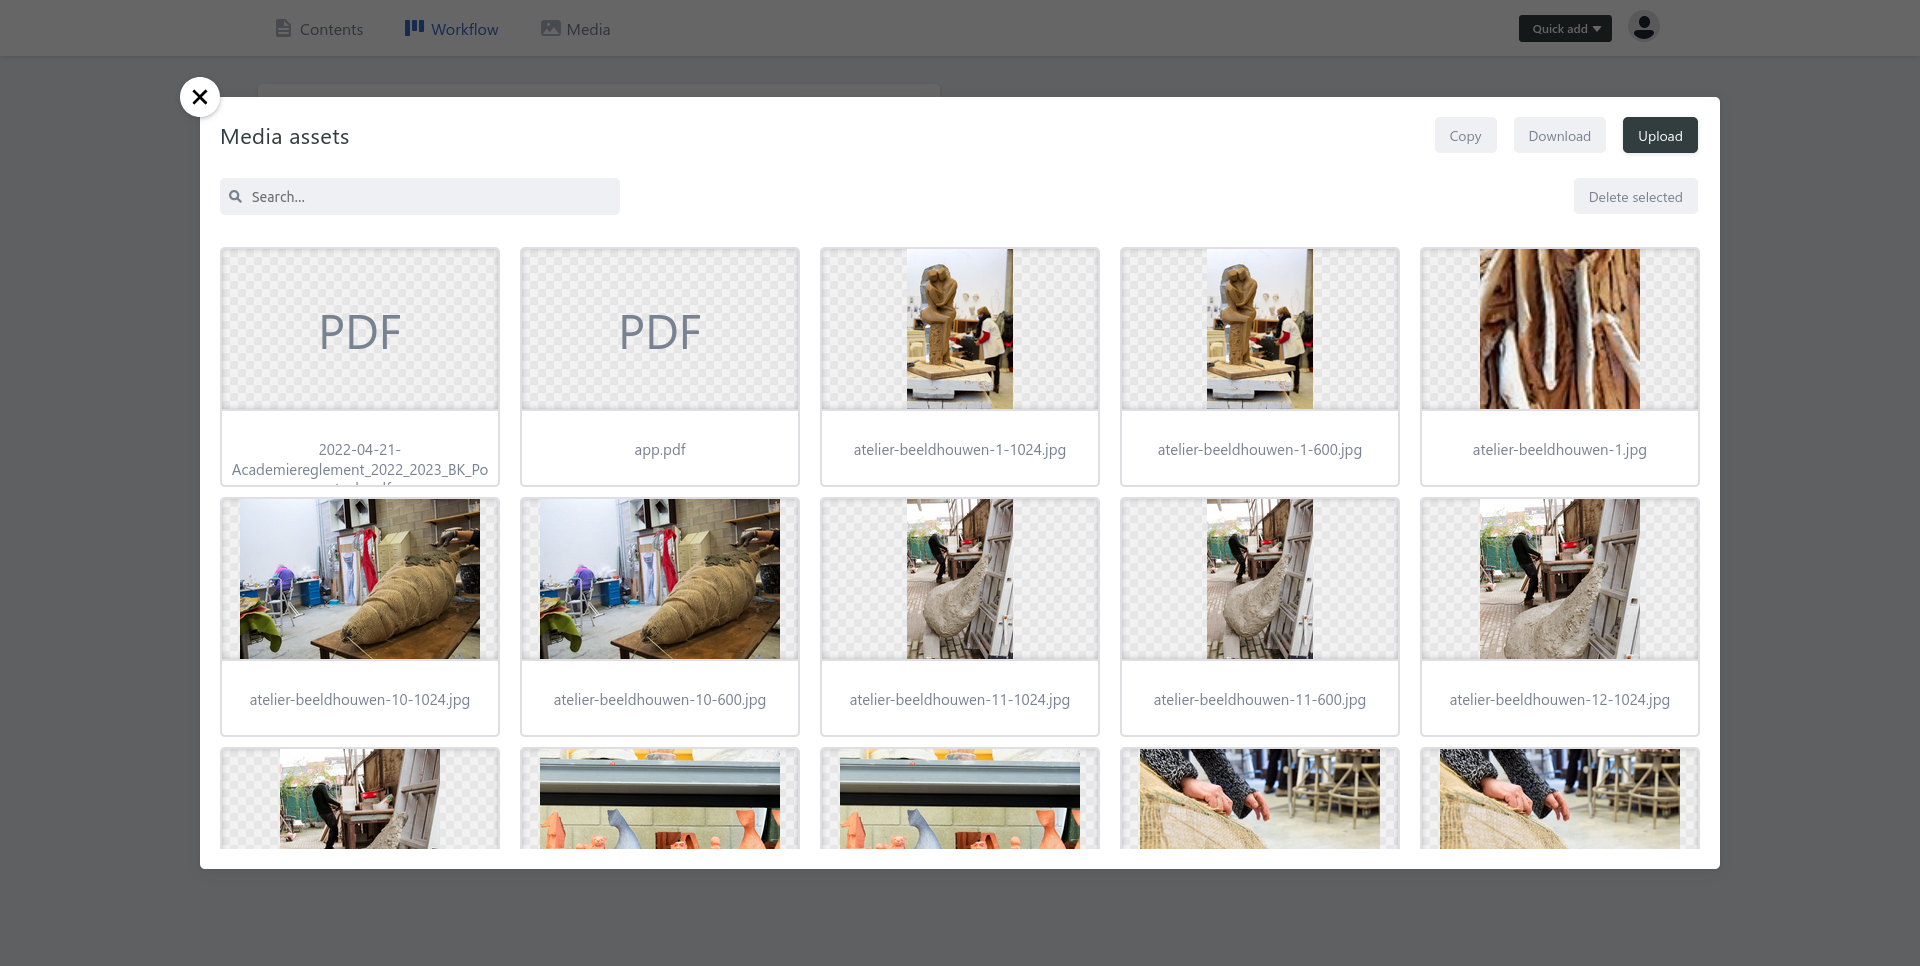 Contents
Workflow
Media
Quick add
Media assets
Copy
Download
Upload
Search...
Delete selected
PDF
PDF
2022-04-21-
Academiereglement_2022_2023_BK_Po
app.pdf
atelier-beeldhouwen-1-1024.jpg
atelier-beeldhouwen-1-600.jpg
atelier-beeldhouwen-1.jpg
atelier-beeldhouwen-10-1024.jpg
atelier-beeldhouwen-10-600.jpg
atelier-beeldhouwen-11-1024.jpg
atelier-beeldhouwen-11-600.jpg
atelier-beeldhouwen-12-1024.jpg